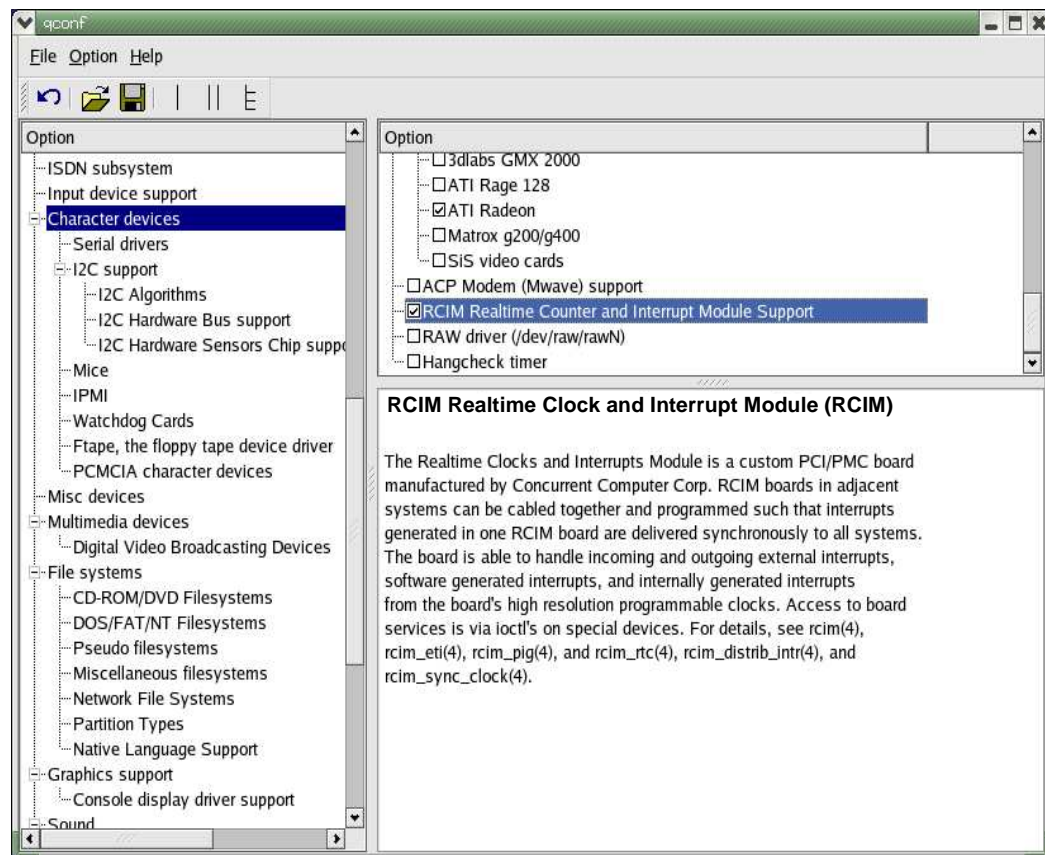 qconf
File Option Help
Option
ISDN subsystem
Input device support
Character devices
Serial drivers
I2C support
I2C Algorithms
I2C Hardware Bus support
I2C Hardware Sensors Chip suppo
Mice
IPMI
Watchdog Cards
Ftape, the floppy tape device driver
PCMCIA character devices
Misc devices
Multimedia devices
Digital Video Broadcasting Devices
File systems
CD-ROM/DVD Filesystems
DOS/FAT/NT Filesystems
Pseudo filesystems
Miscellaneous filesystems
Network File Systems
Partition Types
Native Language Support
Graphics support
Console display driver support
Sound
Option
3dlabs GMX 2000
ATI Rage 128
ATI Radeon
Matrox g200/g400
SiS video cards
ACP Modem (Mwave) support
RCIM Realtime Counter and Interrupt Module Support
RAW driver (/dev/raw/rawN)
Hangcheck timer
RCIM Realtime Clock and Interrupt Module (RCIM)
The Realtime Clocks and Interrupts Module is a custom PCI/PMC board
manufactured by Concurrent Computer Corp. RCIM boards in adjacent
systems can be cabled together and programmed such that interrupts
generated in one RCIM board are delivered synchronously to all systems.
The board is able to handle incoming and outgoing external interrupts,
software generated interrupts, and internally generated interrupts
from the board's high resolution programmable clocks. Access to board
services is via ioctl's on special devices. For details, see rcim(4),
rcim_eti(4), rcim_pig(4), and rcim_rtc(4), rcim_distrib_intr(4), and
rcim_sync_clock(4).